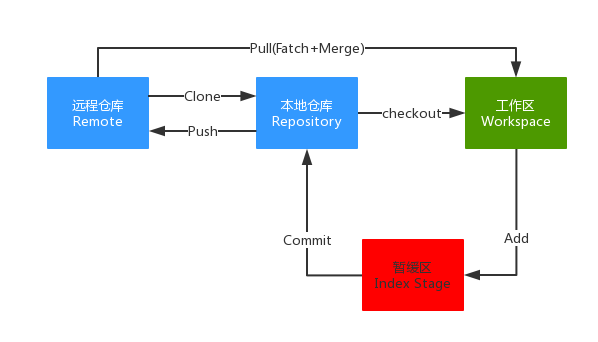 Pull(Fatch+Merge)
远程仓库
Remote
Clone
Push
本地仓库
Repository
checkout
工作区
Workspace
Commit
Add
暂缓区
Index Stage